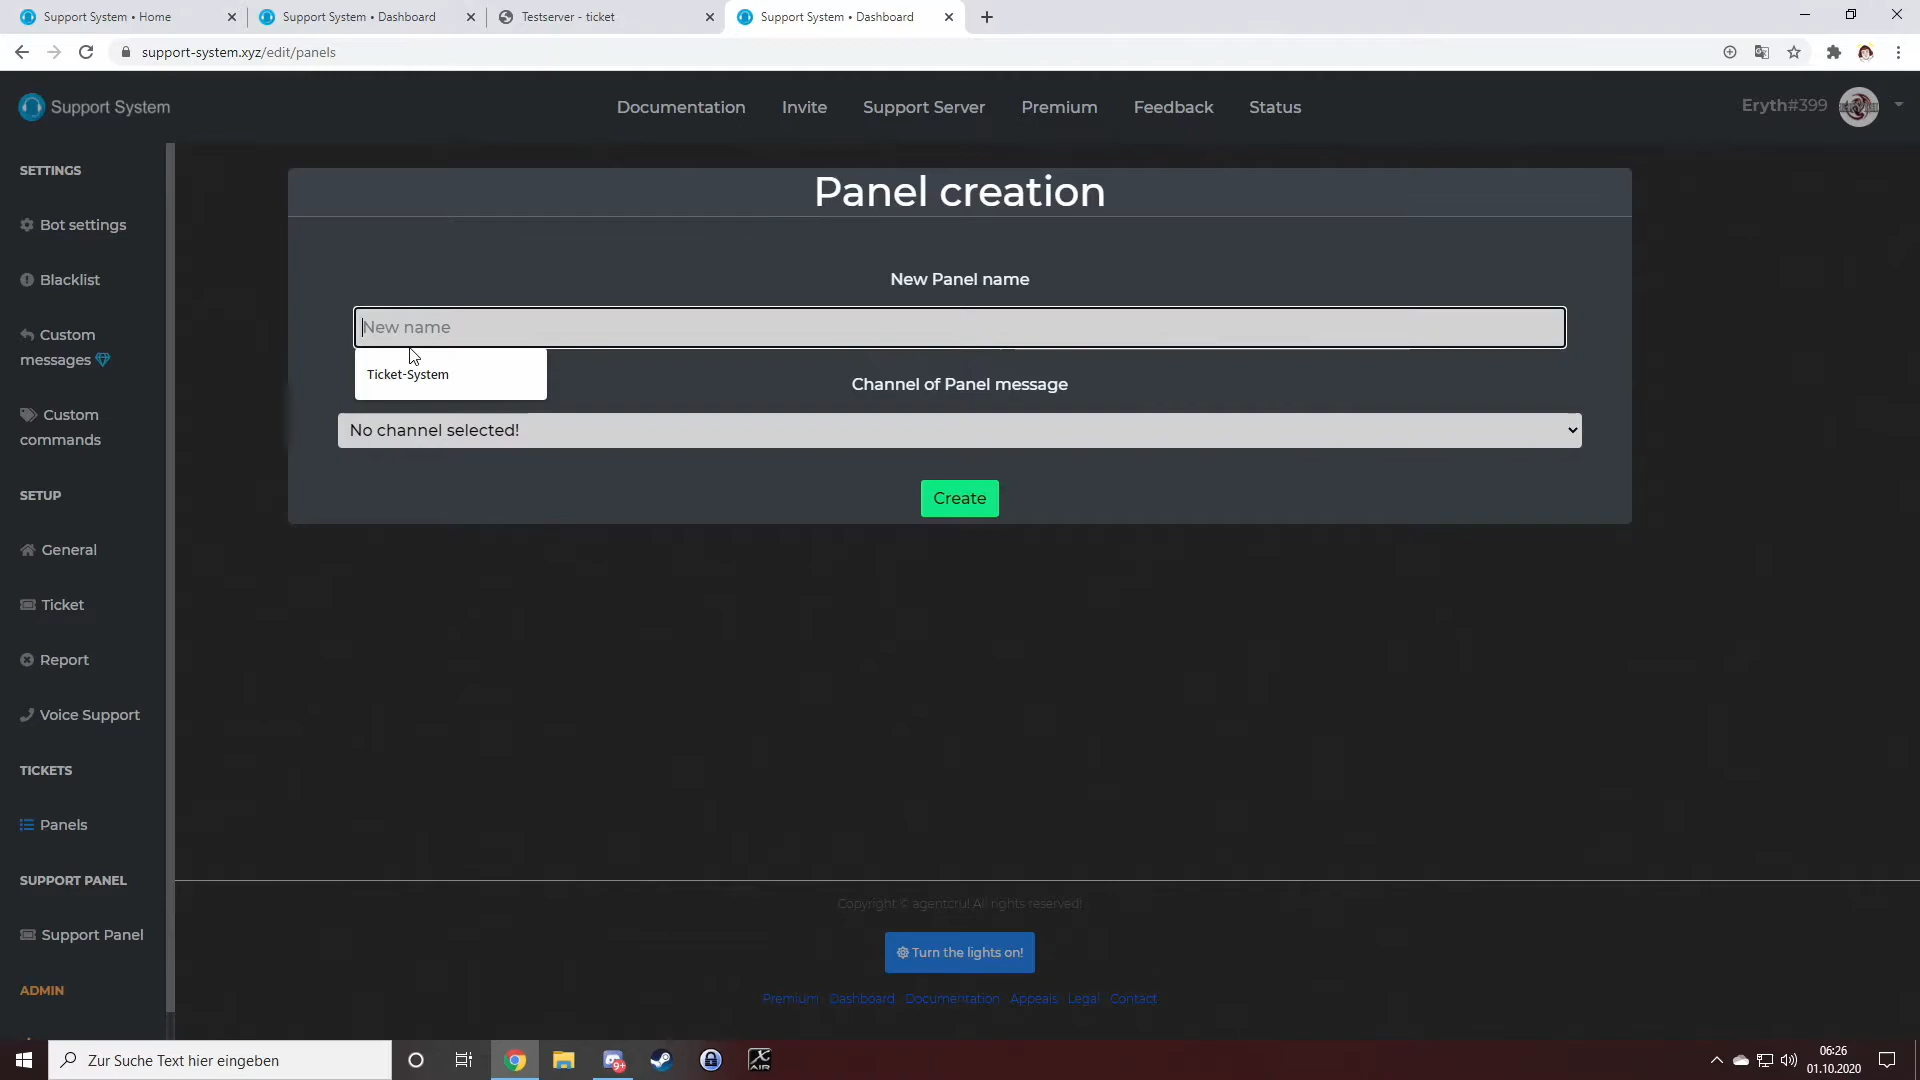 Support System • Home
Support System • Dashboard
Testserver - ticket
Support System • Dashboard
support-system.xyz/edit/panels
Support System
Documentation
Invite
Support Server
Premium
Feedback
Status
Eryth#399
SETTINGS
Bot settings
Blacklist
Custom
messages
Custom
commands
SETUP
General
Ticket
Report
Voice Support
TICKETS
Panels
SUPPORT PANEL
Support Panel
ADMIN
Panel creation
New Panel name
New name
Ticket-System
Channel of Panel message
No channel selected!
Create
Copyright © agentcru! All rights reserved!
Turn the lights on!
Premium Dashboard Documentation Appeals Legal Contact
Zur Suche Text hier eingeben
9+
AIR
06:26
01.10.2020